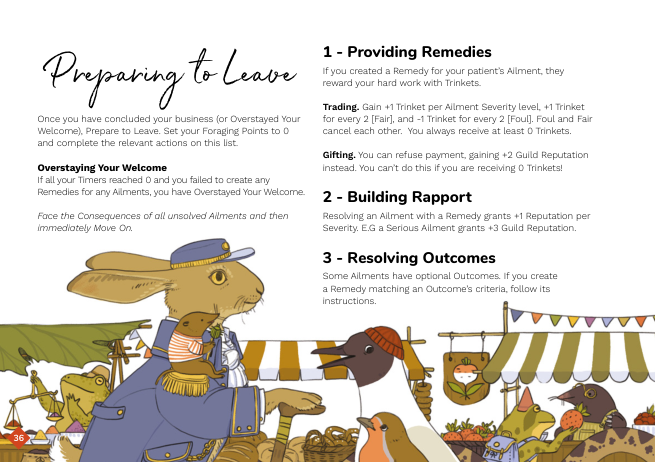 Preparing to Leave
Once you have concluded your business (or Overstayed Your
Welcome), Prepare to Leave. Set your Foraging Points to 0
and complete the relevant actions on this list.
Overstaying Your Welcome
If all your Timers reached 0 and you failed to create any
Remedies for any Ailments, you have Overstayed Your Welcome.
Face the Consequences of all unsolved Ailments and then
immediately Move On.
1 - Providing Remedies
If you created a Remedy for your patient's Ailment, they
reward your hard work with Trinkets.
Trading. Gain +1 Trinket per Ailment Severity level, +1 Trinket
for every 2 [Fair], and -1 Trinket for every 2 [Foul]. Foul and Fair
cancel each other. You always receive at least 0 Trinkets.
Gifting. You can refuse payment, gaining +2 Guild Reputation
instead. You can't do this if you are receiving 0 Trinkets!
2 - Building Rapport
Resolving an Ailment with a Remedy grants +1 Reputation per
Severity. E.G a Serious Ailment grants +3 Guild Reputation.
3 - Resolving Outcomes
Some Ailments have optional Outcomes. If you create
a Remedy matching an Outcome's criteria, follow its
instructions.
36